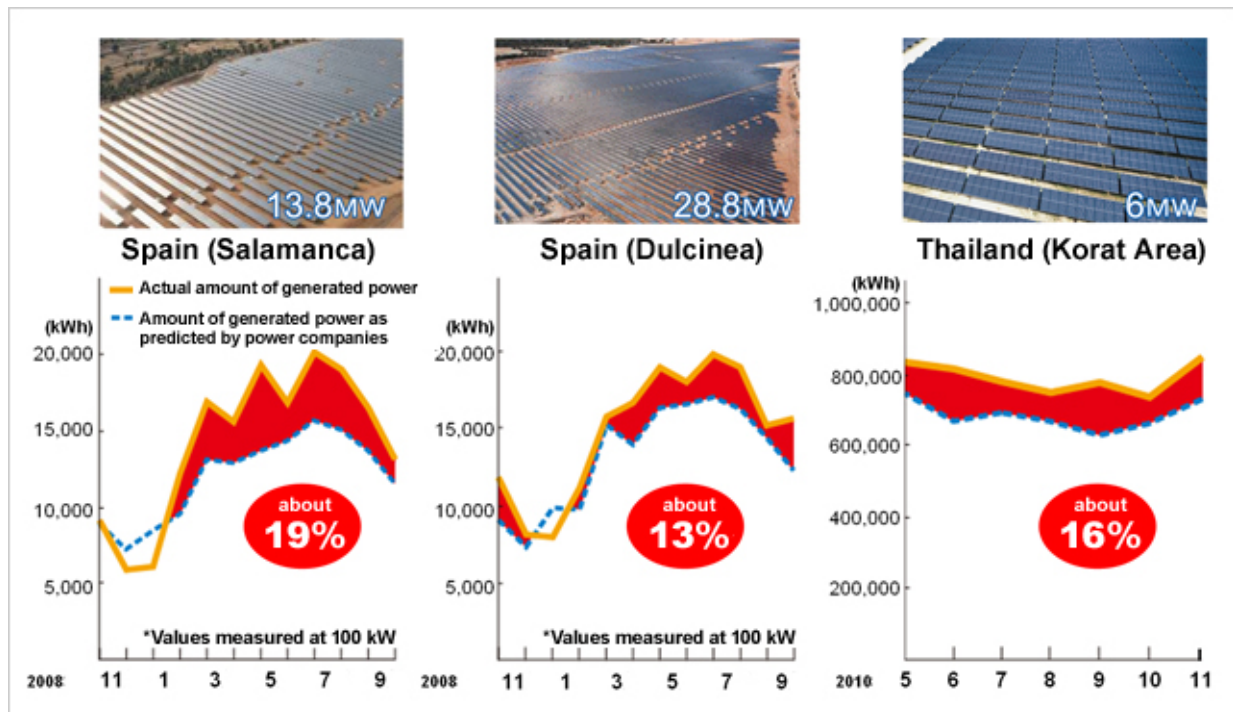 13.8MW
28.8MW
6MW
Spain (Salamanca)
Spain (Dulcinea)
Thailand (Korat Area)
Actual amount of generated power
Amount of generated power as
predicted by power companies
(kWh)
20,000
15,000
10,000
5,000
about
19%
*Values measured at 100 kW
2008 11 1 3 5 7 9
(kWh)
20,000
15,000
10,000
5,000
about
13%
*Values measured at 100 kW
2008 11 1 3 5 7 9
(kWh)
1,000,000
800,000
600,000
400,000
200,000
about
16%
2010 5 6 7 8 9 10 11